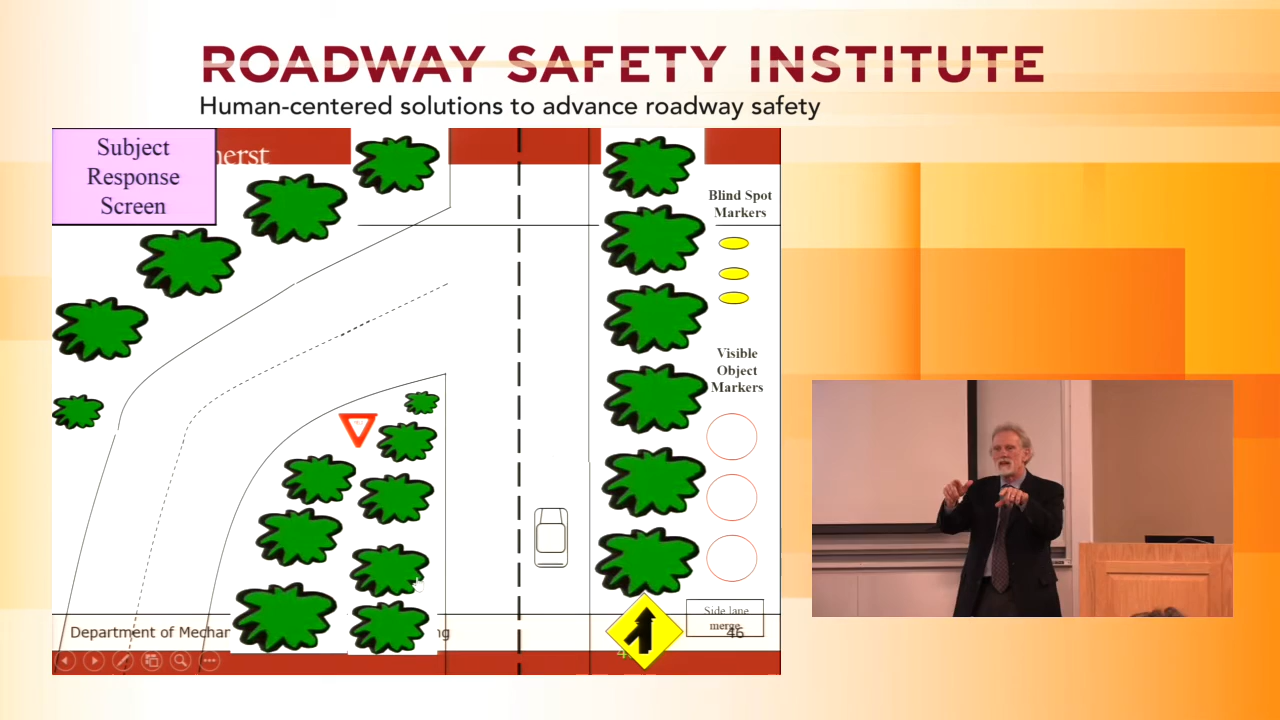 ROADWAY SAFETY INSTITUTE
Human-centered solutions to advance roadway safety
Subject
Response
Screen
herst
Blind Spot
Markers
Visible
Object
Markers
Side lane
merge
46
Department of Mechan
ng
4